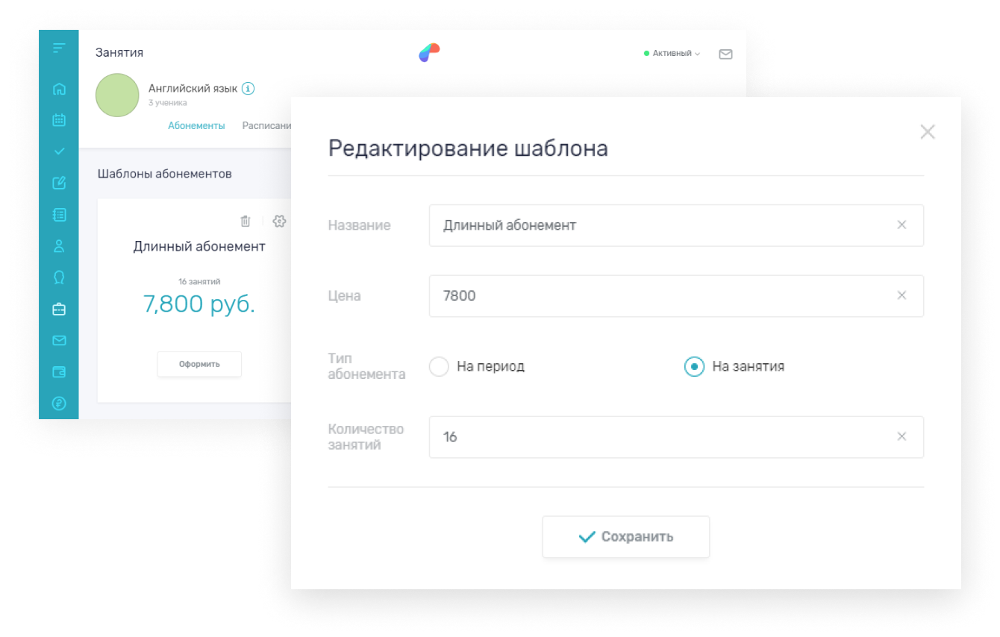 Занятия
Активный
Английский язык
3 ученика
Абонементы Расписани
Шаблоны абонементов
Длинный абонемент
16 занятий
7,800 руб.
Оформить
Редактирование шаблона
Название Длинный абонемент
Цена 7800
Тип
абонемента
На период На занятия
Количество
занятий
16
Сохранить